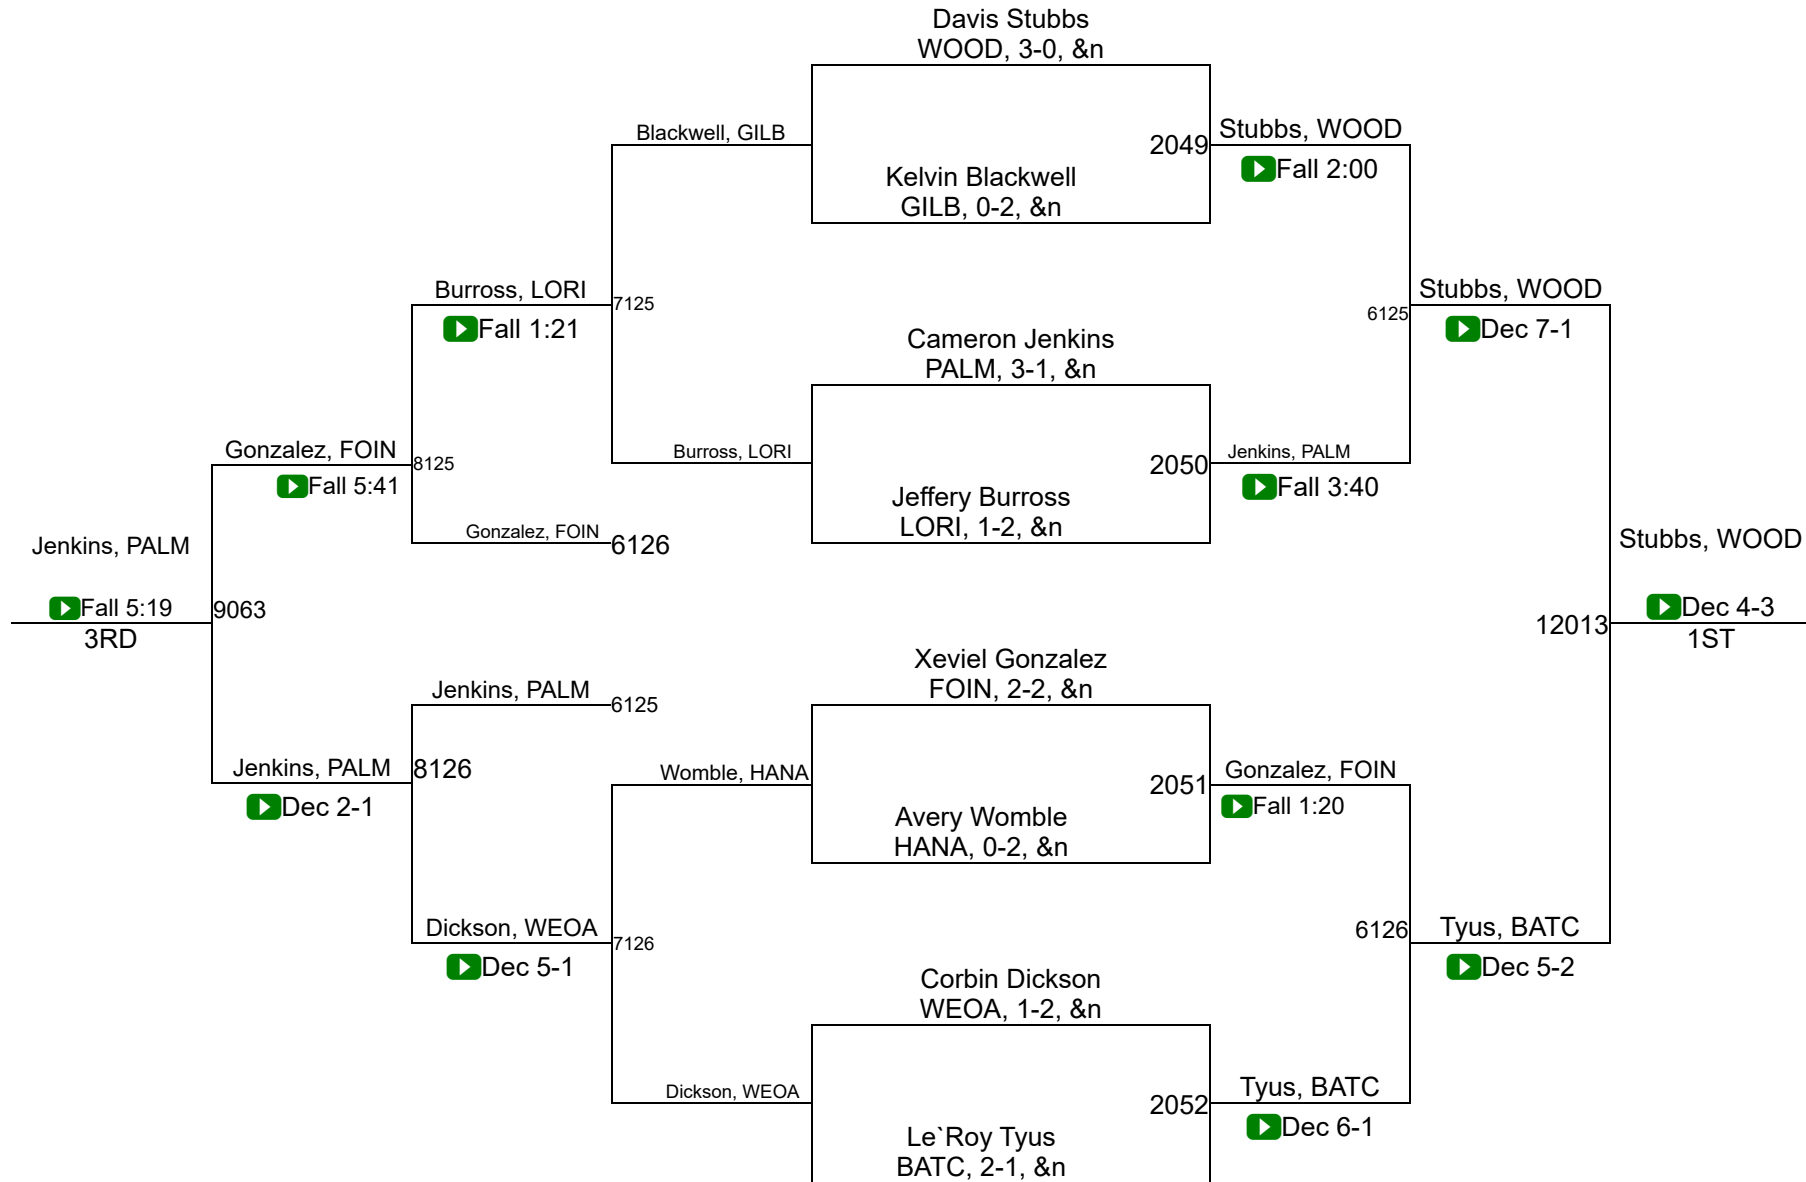 Davis Stubbs
WOOD, 3-0, &n
Blackwell, GILB
2049
Stubbs, WOOD
Fall 2:00
Kelvin Blackwell
GILB, 0-2, &n
Burross, LORI
7125
Fall 1:21
6125
Stubbs, WOOD
Dec 7-1
Cameron Jenkins
PALM, 3-1, &n
Gonzalez, FOIN
8125
Fall 5:41
Burross, LORI
2050
Jenkins, PALM
Fall 3:40
Jeffery Burross
LORI, 1-2, &n
Gonzalez, FOIN
6126
Jenkins, PALM
Fall 5:19
3RD
9063
Stubbs, WOOD
12013
Dec 4-3
1ST
Xeviel Gonzalez
FOIN, 2-2, &n
Jenkins, PALM
6125
Jenkins, PALM
8126
Dec 2-1
Womble, HANA
2051
Gonzalez, FOIN
Fall 1:20
Avery Womble
HANA, 0-2, &n
Dickson, WEOA
7126
Dec 5-1
6126
Tyus, BATC
Dec 5-2
Corbin Dickson
WEOA, 1-2, &n
Dickson, WEOA
2052
Tyus, BATC
Dec 6-1
Le`Roy Tyus
BATC, 2-1, &n